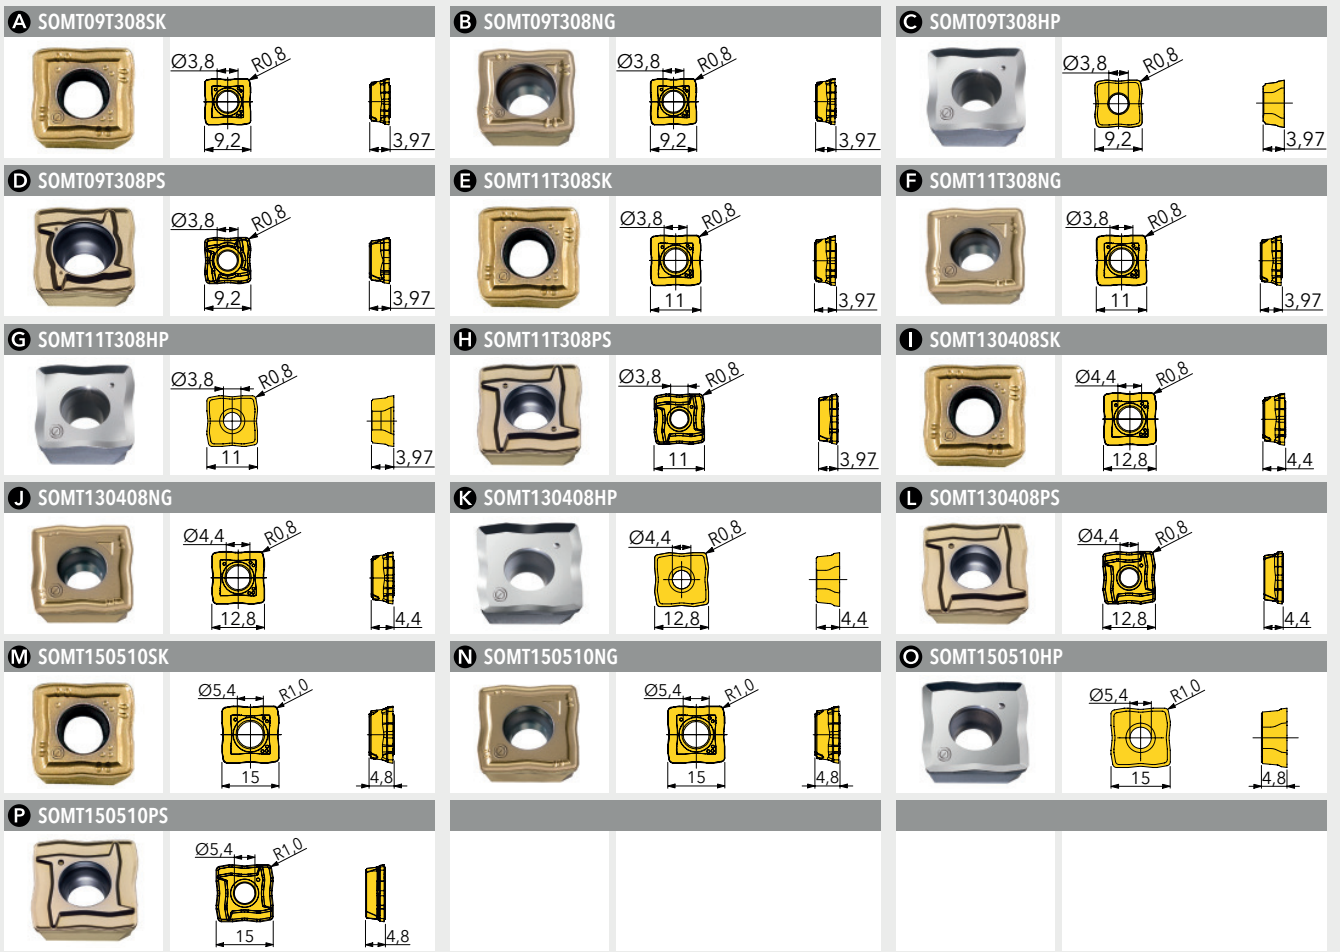 A SOMT09T308SK
Ø3,8 R0,8
9,2 3,97
B SOMT09T308NG
Ø3,8 R0,8
9,2 3,97
C SOMT09T308HP
Ø3,8 R0,8
9,2 3,97
D SOMT09T308PS
Ø3,8 R0,8
9,2 3,97
E SOMT11T308SK
Ø3,8 R0,8
11 3,97
F SOMT11T308NG
Ø3,8 R0,8
11 3,97
G SOMT11T308HP
Ø3,8 R0,8
11 3,97
H SOMT11T308PS
Ø3,8 R0,8
11 3,97
I SOMT130408SK
Ø4,4 R0,8
12,8 4,4
J SOMT130408NG
Ø4,4 R0,8
12,8 4,4
K SOMT130408HP
Ø4,4 R0,8
12,8 4,4
L SOMT130408PS
Ø4,4 R0,8
12,8 4,4
M SOMT150510SK
Ø5,4 R1,0
15 4,8
N SOMT150510NG
Ø5,4 R1,0
15 4,8
O SOMT150510HP
Ø5,4 R1,0
15 4,8
P SOMT150510PS
Ø5,4 R1,0
15 4,8